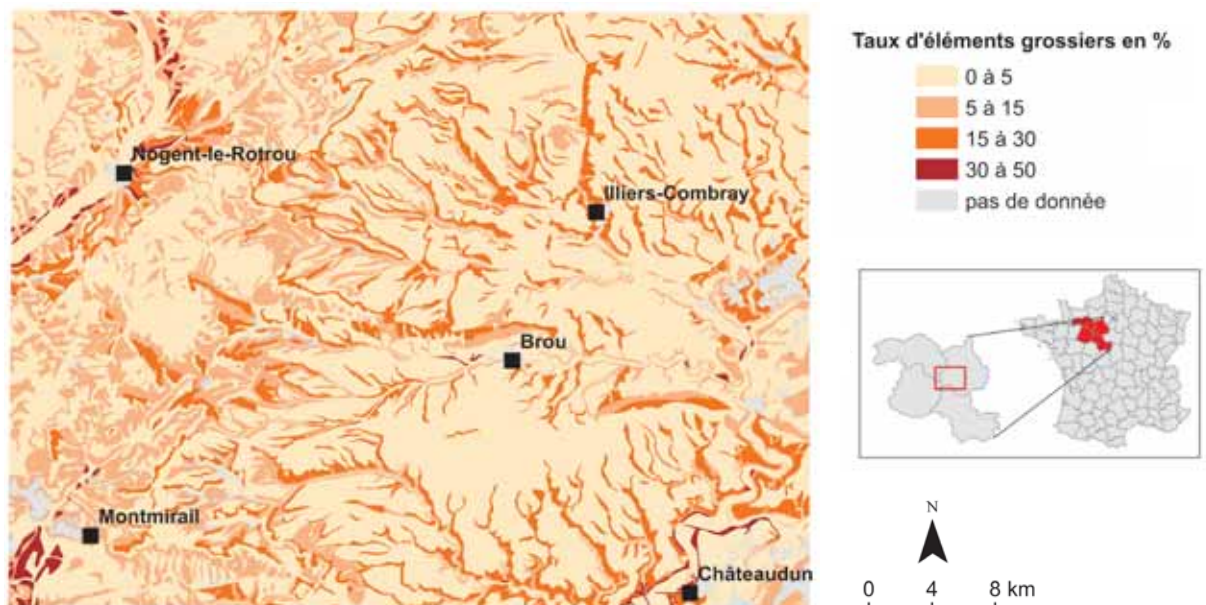 Nogent-le-Rotrou
Illiers-Combray
Brou
Montmirail
Châteaudun
Taux d'éléments grossiers en %
0 à 5
5 à 15
15 à 30
30 à 50
pas de donnée
N
0 4 8 km